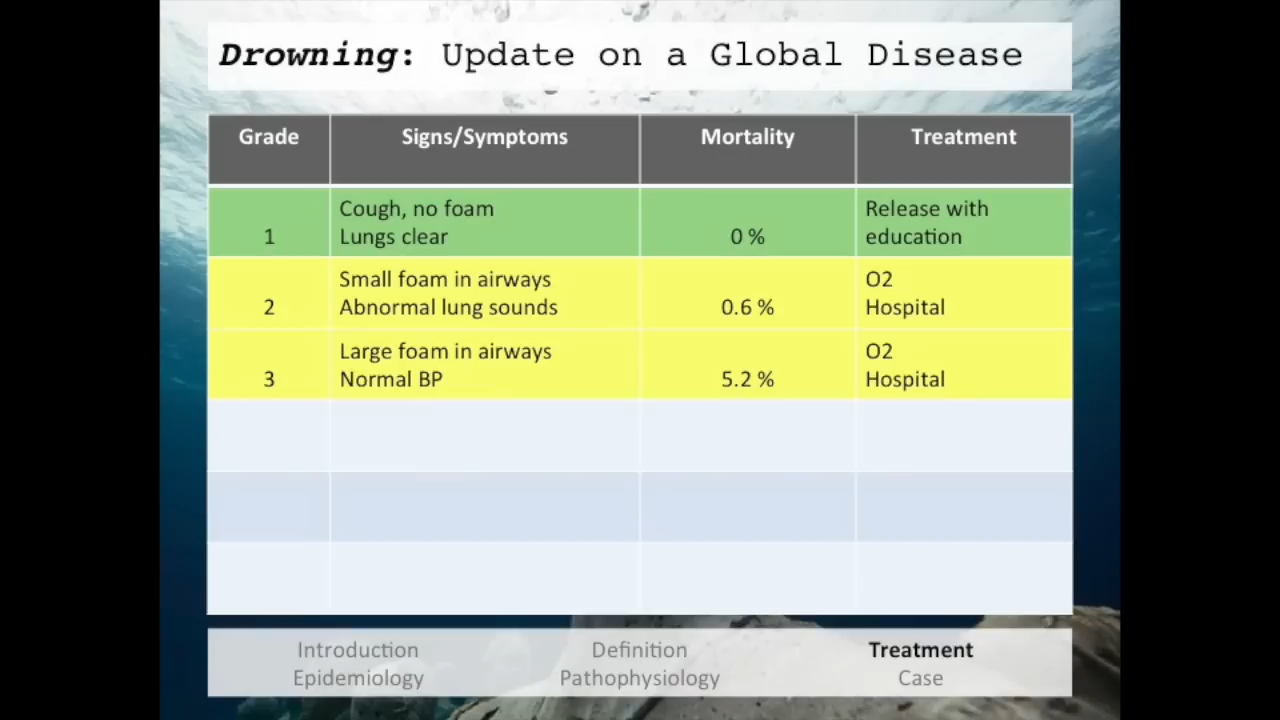 Drowning: Update on a Global Disease
Grade Signs/Symptoms Mortality Treatment
Cough, no foam Release with
1 Lungs clear 0 % education
Small foam in airways O2
2 Abnormal lung sounds 0.6 % Hospital
Large foam in airways O2
3 Normal BP 5.2 % Hospital
Introduction Definition Treatment
Epidemiology Pathophysiology Case